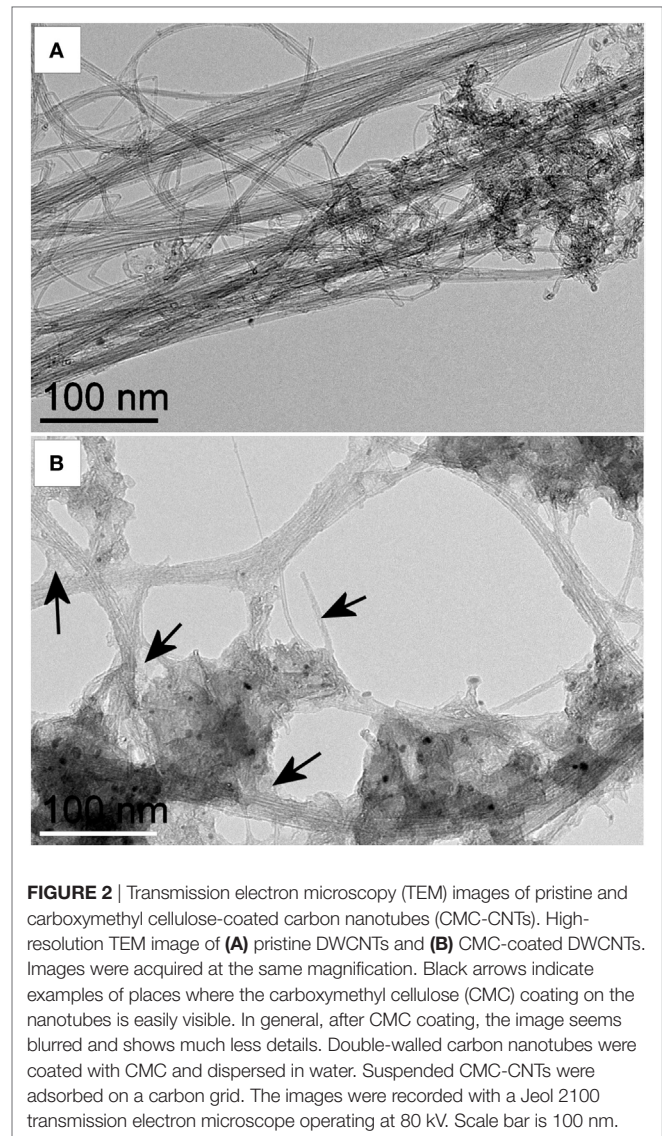 A
100 nm
B
100 nm
FIGURE 2 | Transmission electron microscopy (TEM) images of pristine and
carboxymethyl cellulose-coated carbon nanotubes (CMC-CNTs). High-
resolution TEM image of (A) pristine DWCNTs and (B) CMC-coated DWCNTs.
Images were acquired at the same magnification. Black arrows indicate
examples of places where the carboxymethyl cellulose (CMC) coating on the
nanotubes is easily visible. In general, after CMC coating, the image seems
blurred and shows much less details. Double-walled carbon nanotubes were
coated with CMC and dispersed in water. Suspended CMC-CNTs were
adsorbed on a carbon grid. The images were recorded with a Jeol 2100
transmission electron microscope operating at 80 kV. Scale bar is 100 nm.